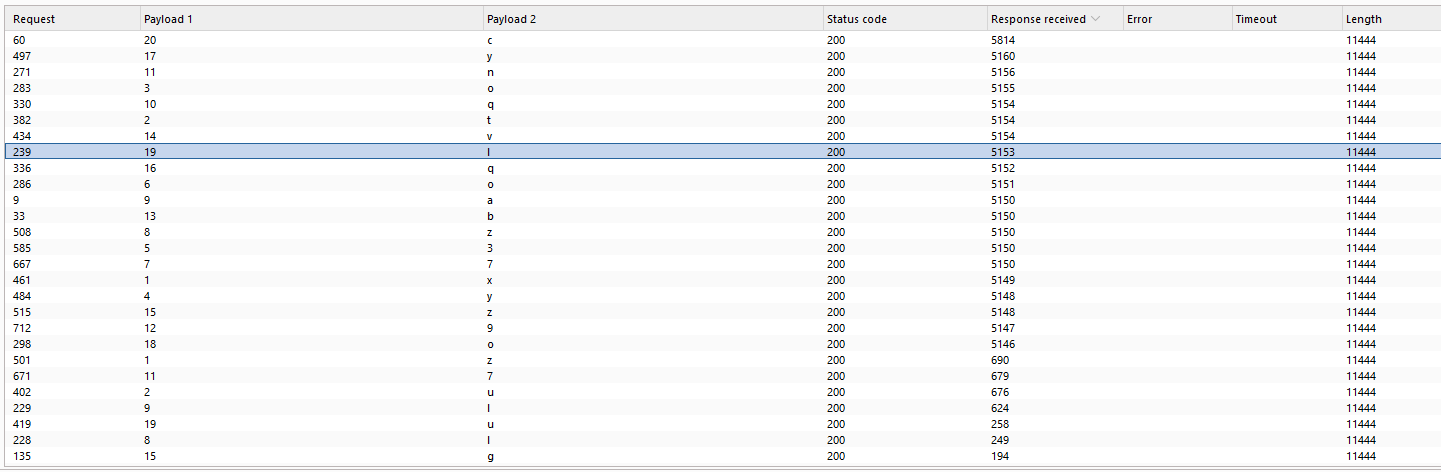 Request Payload 1 Payload 2 Status code Response received Error Timeout Length
60 20 c 200 5814 11444
497 17 y 200 5160 11444
271 11 n 200 5156 11444
283 3 o 200 5155 11444
330 10 q 200 5154 11444
382 2 t 200 5154 11444
434 14 v 200 5154 11444
239 19 l 200 5153 11444
336 16 q 200 5152 11444
286 6 o 200 5151 11444
9 9 a 200 5150 11444
33 13 b 200 5150 11444
508 8 z 200 5150 11444
585 5 3 200 5150 11444
667 7 7 200 5150 11444
461 1 x 200 5149 11444
484 4 y 200 5148 11444
515 15 z 200 5148 11444
712 12 9 200 5147 11444
298 18 o 200 5146 11444
501 1 z 200 690 11444
671 11 7 200 679 11444
402 2 u 200 676 11444
229 9 l 200 624 11444
419 19 u 200 258 11444
228 8 l 200 249 11444
135 15 g 200 194 11444